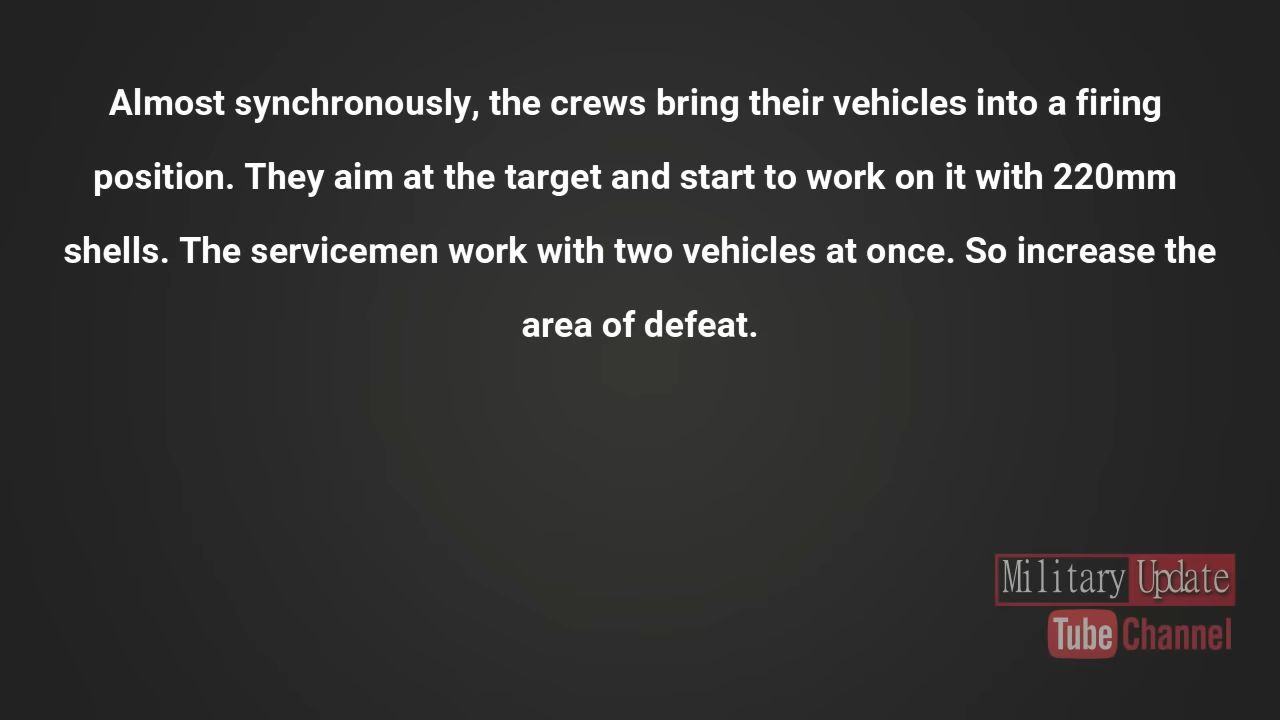 Almost synchronously, the crews bring their vehicles into a firing
position. They aim at the target and start to work on it with 220mm
shells. The servicemen work with two vehicles at once. So increase the
area of defeat.
Military Update
Tube Channel